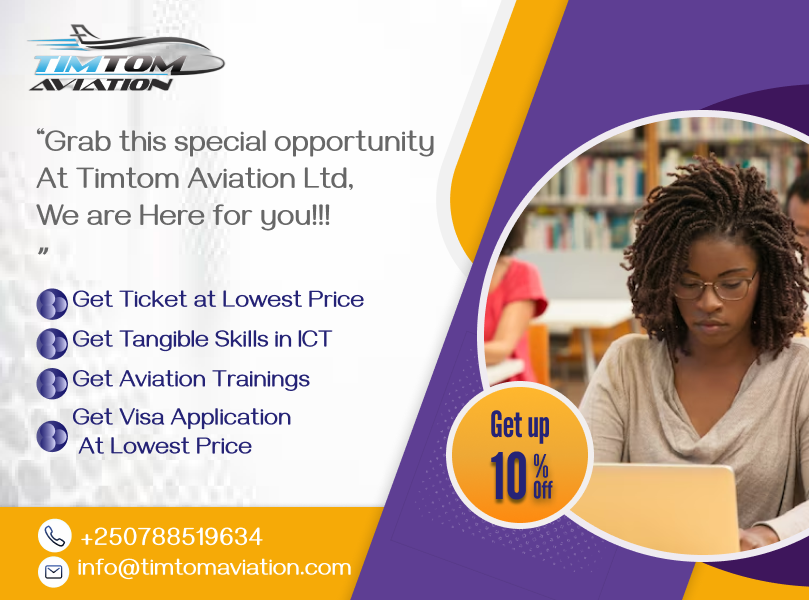 TIMTOM
AVIATION
“Grab this special opportunity
At Timtom Aviation Ltd,
We are Here for you!!!
”
Get Ticket at Lowest Price
Get Tangible Skills in ICT
Get Aviation Trainings
Get Visa Application
At Lowest Price
Get up
10 % Off
+250788519634
info@timtomaviation.com